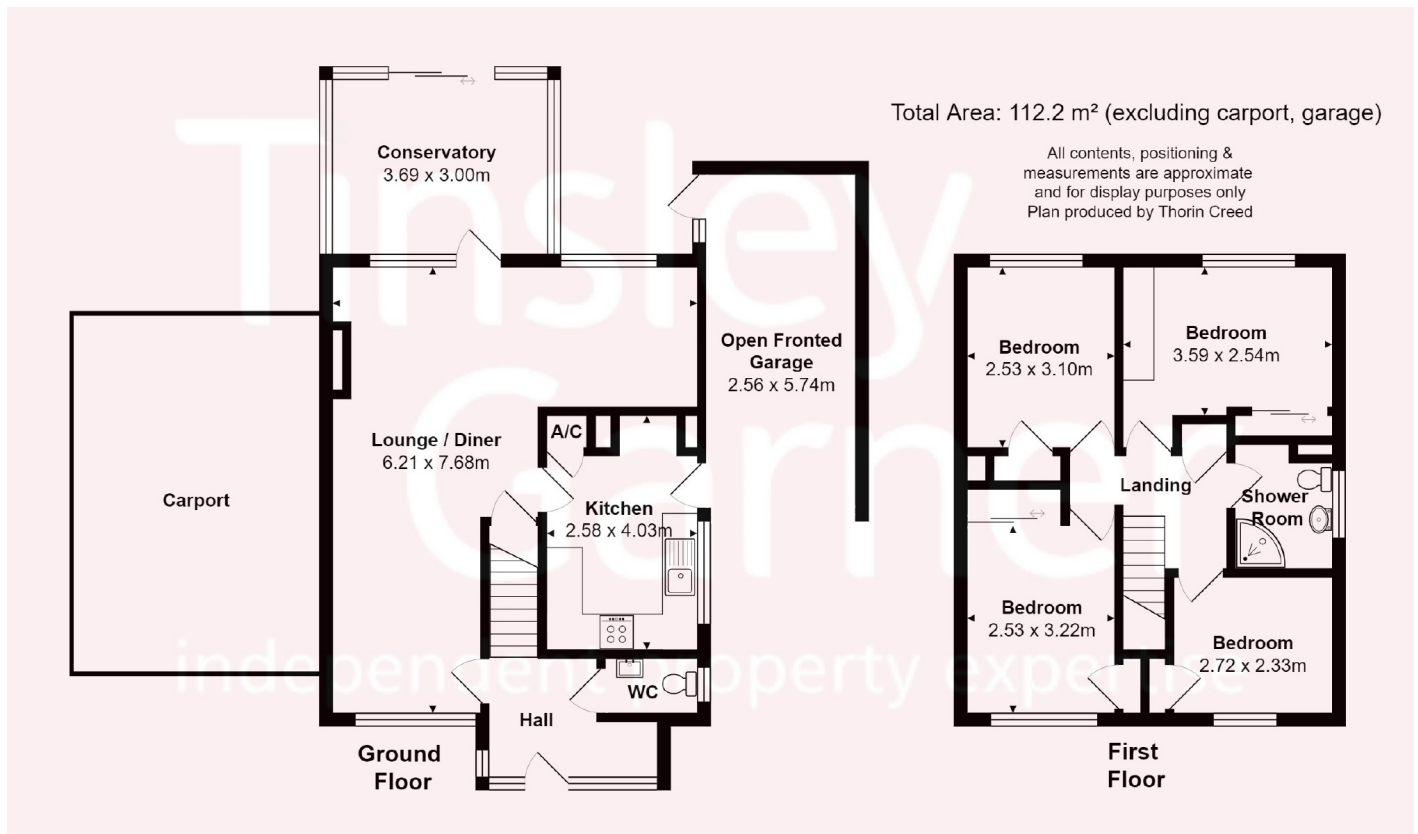 Total Area: 112.2 m² (excluding carport, garage)
All contents, positioning &
measurements are approximate
and for display purposes only
Plan produced by Thorin Creed
Conservatory
3.69 x 3.00m
Open Fronted
Garage
2.56 x 5.74m
Lounge / Diner
6.21 x 7.68m
A/C
Kitchen
2.58 x 4.03m
Carport
WC
Hall
Ground
Floor
Bedroom
2.53 x 3.10m
Bedroom
3.59 x 2.54m
Landing
Shower
Room
Bedroom
2.53 x 3.22m
Bedroom
2.72 x 2.33m
First
Floor
Tinsley
Garner
independent property expertise